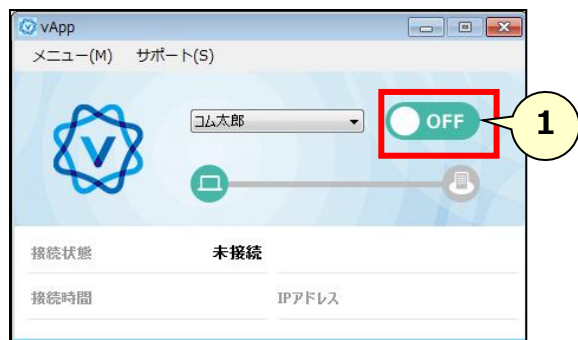 vApp
メニュー(M) サポート(S)
コム太郎
OFF
1
V
接続状態 未接続
接続時間 IPアドレス